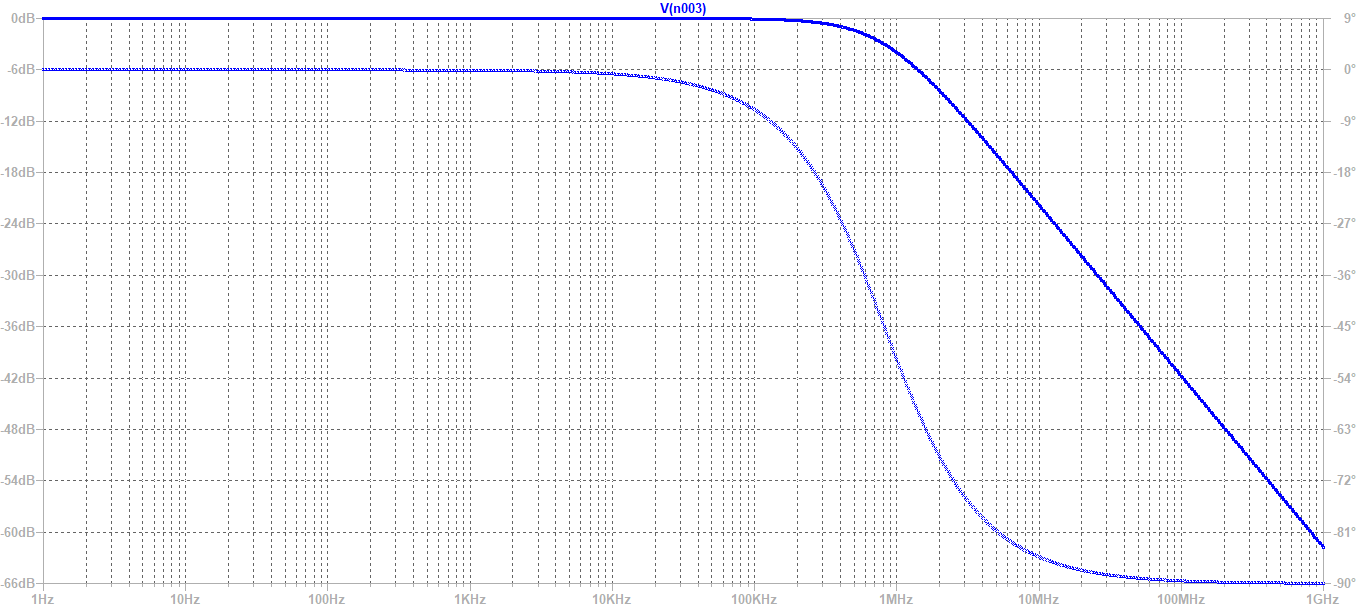 V(n003)
0dB 9°
-6dB 0°
-12dB -9°
-18dB -18°
-24dB -27°
-30dB -36°
-36dB -45°
-42dB -54°
-48dB -63°
-54dB -72°
-60dB -81°
-66dB -90°
1Hz 10Hz 100Hz 1KHz 10KHz 100KHz 1MHz 10MHz 100MHz 1GHz